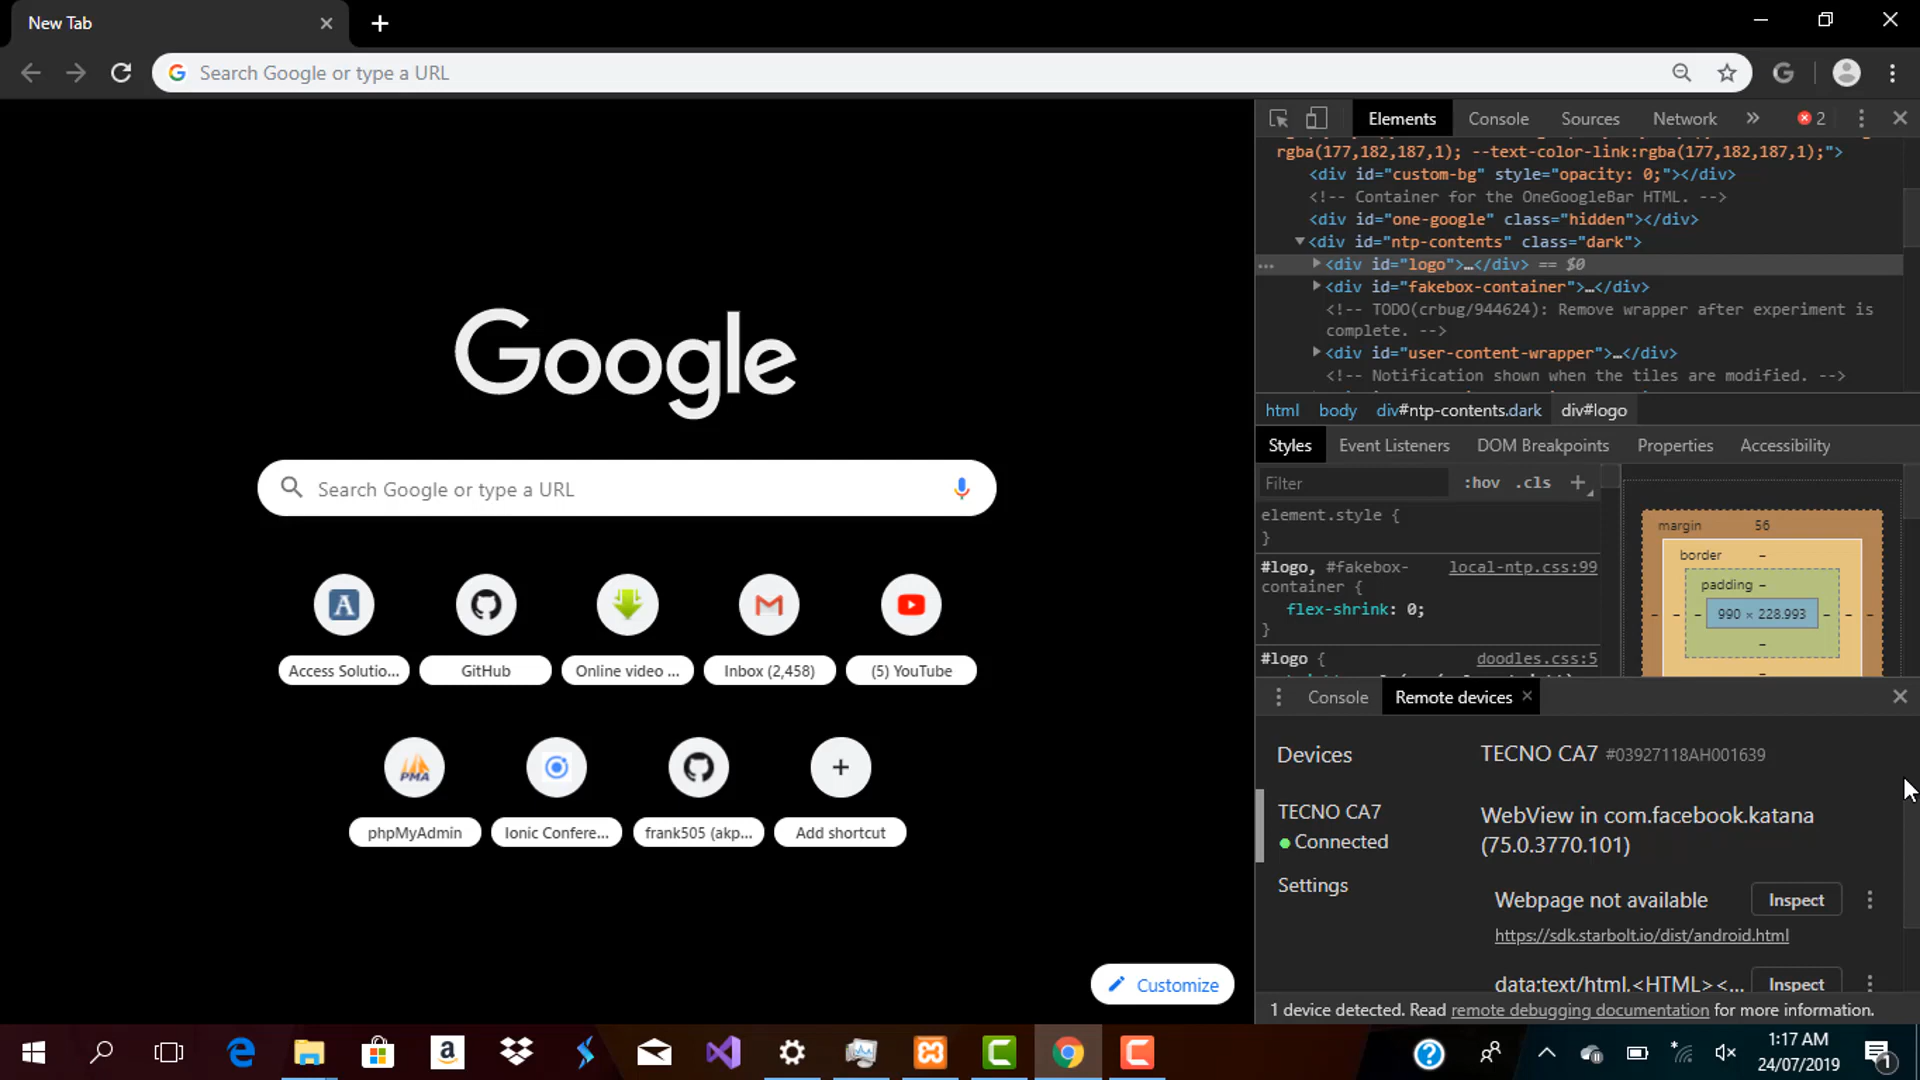 New Tab
Search Google or type a URL
Google
Search Google or type a URL
Access Solutio...
GitHub
Online video ...
Inbox (2,458)
(5) YouTube
PMA
phpMyAdmin
Ionic Confere...
frank505 (akp...
Add shortcut
Customize
Elements
Console
Sources
Network
2
rgba(177,182,187,1); --text-color-link:rgba(177,182,187,1);">
<div id="custom-bg" style="opacity: 0;"></div>
<!-- Container for the OneGoogleBar HTML. -->
<div id="one-google" class="hidden"></div>
<div id="ntp-contents" class="dark">
<div id="logo">…</div> == $0
<div id="fakebox-container">…</div>
<!-- TODO(crbug/944624): Remove wrapper after experiment is
complete. -->
<div id="user-content-wrapper">…</div>
<!-- Notification shown when the tiles are modified. -->
html body div#ntp-contents.dark div#logo
Styles Event Listeners DOM Breakpoints Properties Accessibility
Filter :hov .cls +
element.style {
}
#logo, #fakebox- local-ntp.css:99
container {
flex-shrink: 0;
}
#logo { doodles.css:5
margin 56
border –
padding –
990 × 228.993
Console
Remote devices
Devices
TECNO CA7 #03927118AH001639
TECNO CA7
Connected
Settings
WebView in com.facebook.katana
(75.0.3770.101)
Webpage not available Inspect
https://sdk.starbolt.io/dist/android.html
data:text/html,<HTML><... Inspect
1 device detected. Read remote debugging documentation for more information.
1:17 AM
24/07/2019
1